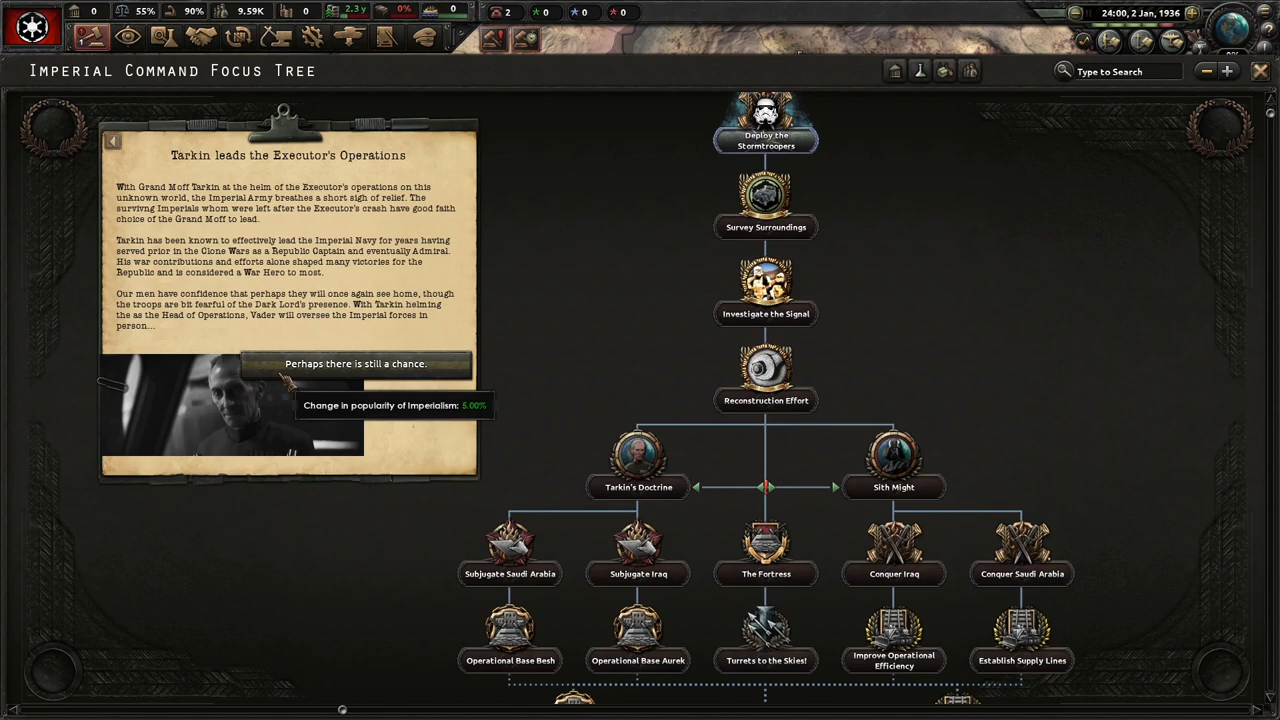 0
55%
90%
9.59K
0
2.3 y
0%
0
2
0
0
0
24:00, 2 Jan, 1936
Imperial Command Focus Tree
Type to Search
Tarkin leads the Executor's Operations
With Grand Moff Tarkin at the helm of the Executor's operations on this
unknown world, the Imperial Army breathes a short sigh of relief. The
survivng Imperials whom were left after the Executor's crash have good faith
choice of the Grand Moff to lead.
Tarkin has been known to effectively lead the Imperial Navy for years having
served prior in the Clone Wars as a Republic Captain and eventually Admiral.
His war contributions and efforts alone shaped many victories for the
Republic and is considered a War Hero to most.
Our men have confidence that perhaps they will once again see home, though
the troops are bit fearful of the Dark Lord's presence. With Tarkin helming
the as the Head of Operations, Vader will oversee the Imperial forces in
person...
Perhaps there is still a chance.
Change in popularity of Imperialism: 5.00%
Deploy the
Stormtroopers
Survey Surroundings
Investigate the Signal
Reconstruction Effort
Tarkin's Doctrine
Sith Might
Subjugate Saudi Arabia
Subjugate Iraq
The Fortress
Conquer Iraq
Conquer Saudi Arabia
Operational Base Besh
Operational Base Aurek
Turrets to the Skies!
Improve Operational
Efficiency
Establish Supply Lines